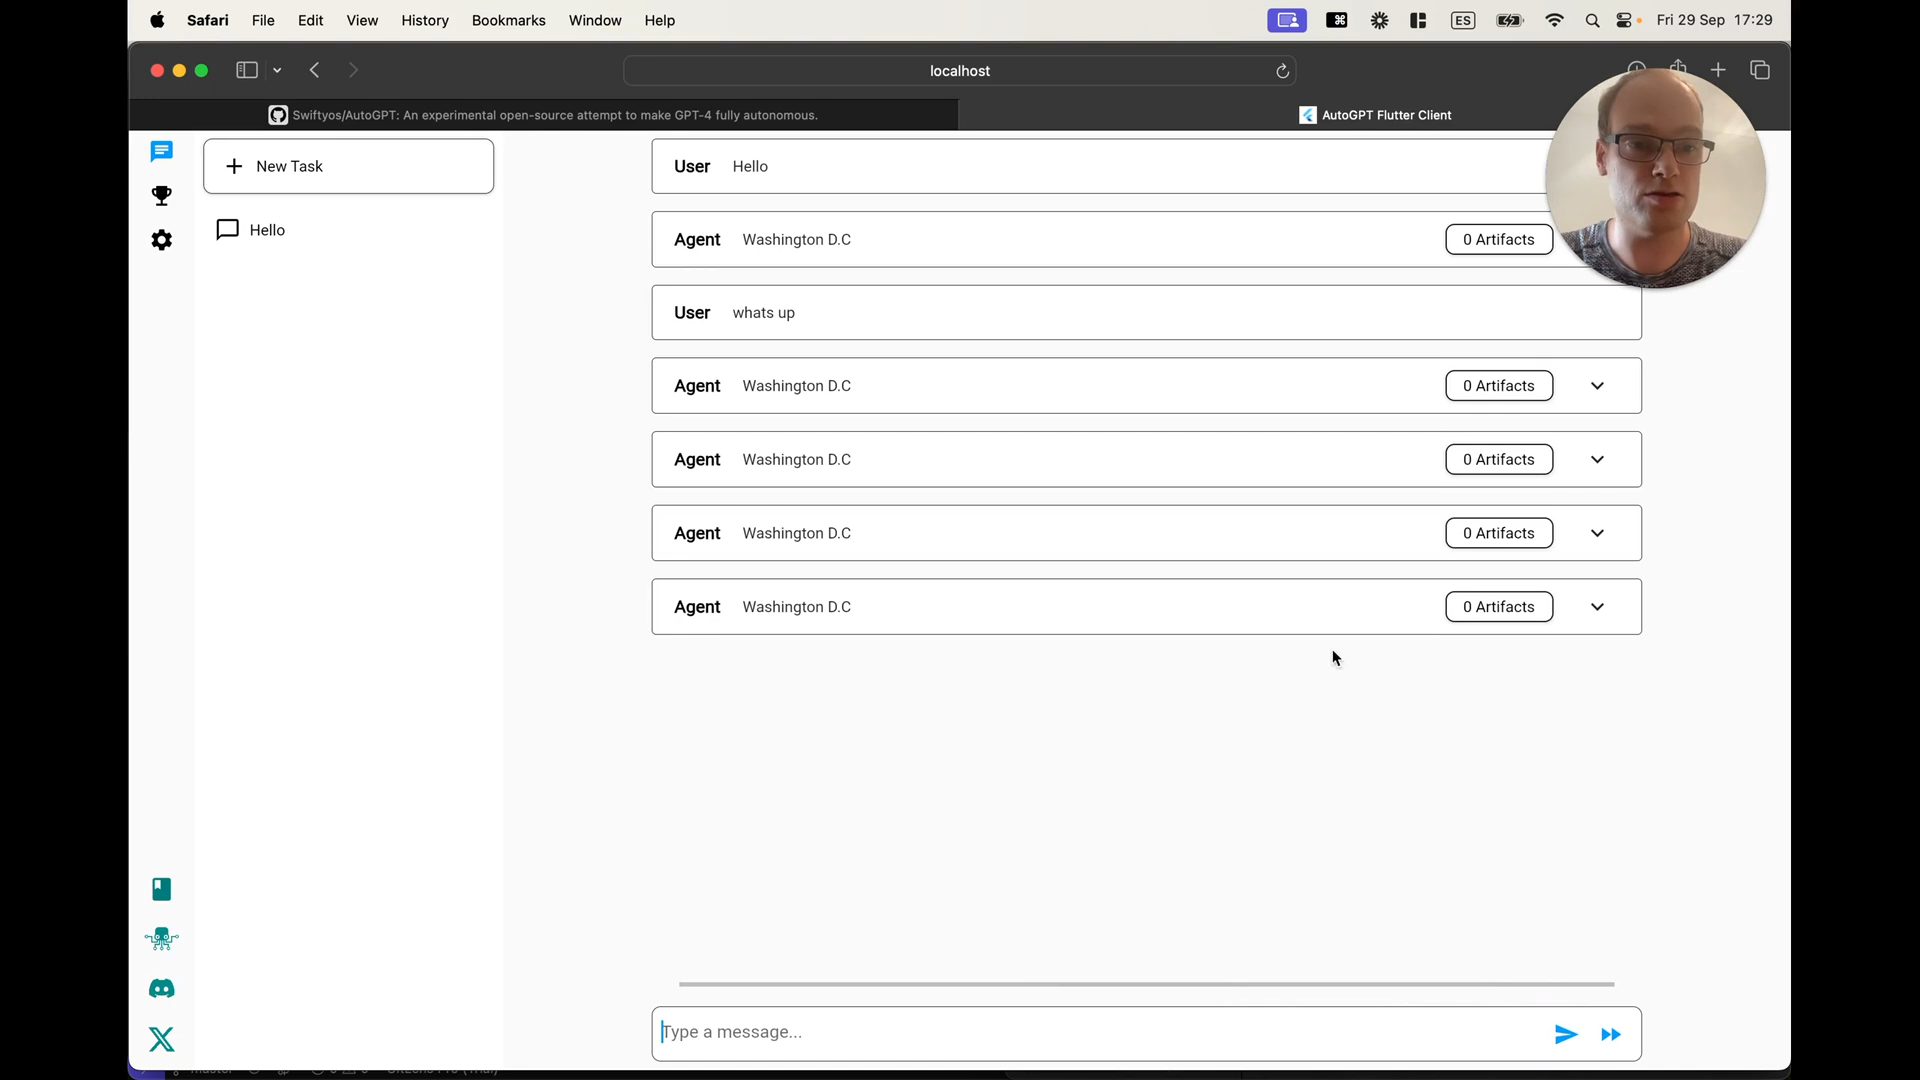 Safari File Edit View History Bookmarks Window Help ES Fri 29 Sep 17:29
localhost
Swiftyos/AutoGPT: An experimental open-source attempt to make GPT-4 fully autonomous.
AutoGPT Flutter Client
New Task
Hello
User Hello
Agent Washington D.C 0 Artifacts
User whats up
Agent Washington D.C 0 Artifacts
Agent Washington D.C 0 Artifacts
Agent Washington D.C 0 Artifacts
Agent Washington D.C 0 Artifacts
Type a message...